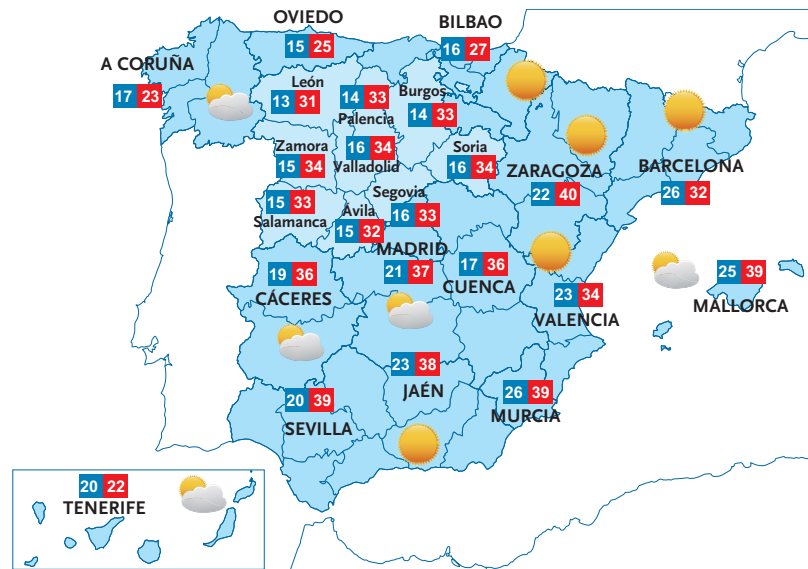 OVIEDO
15 25
BILBAO
16 27
A CORUÑA
17 23
León
13 31
14 33
Palencia
Burgos
14 33
Zamora
15 34
16 34
Valladolid
Soria
16 34
ZARAGOZA
22 40
BARCELONA
26 32
15 33
Salamanca
Ávila
15 32
Segovia
16 33
MADRID
21 37
19 36
CÁCERES
17 36
CUENCA
23 34
VALENCIA
25 39
MALLORCA
23 38
JAÉN
20 39
SEVILLA
26 39
MURCIA
20 22
TENERIFE